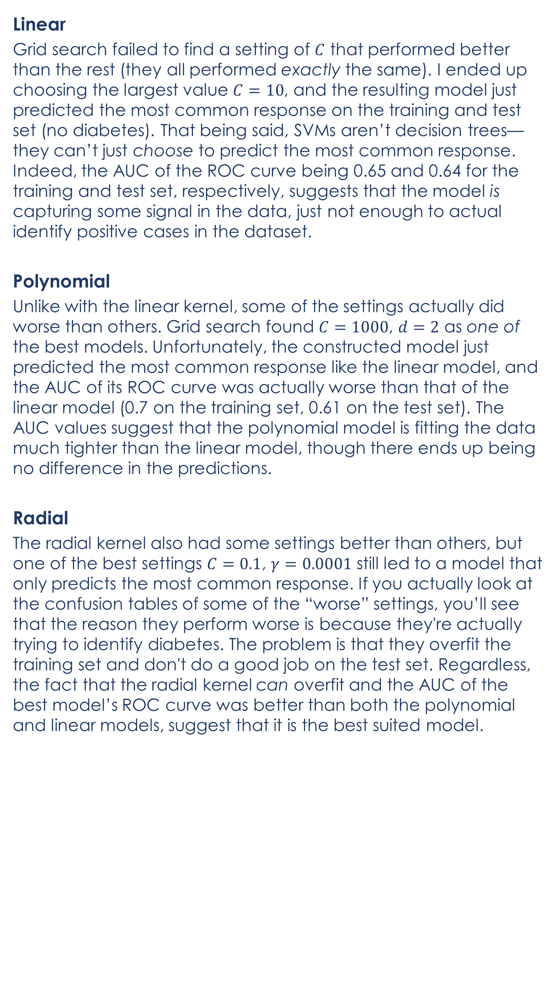 Linear
Grid search failed to find a setting of C that performed better
than the rest (they all performed exactly the same). I ended up
choosing the largest value C = 10, and the resulting model just
predicted the most common response on the training and test
set (no diabetes). That being said, SVMs aren’t decision trees—
they can’t just choose to predict the most common response.
Indeed, the AUC of the ROC curve being 0.65 and 0.64 for the
training and test set, respectively, suggests that the model is
capturing some signal in the data, just not enough to actual
identify positive cases in the dataset.
Polynomial
Unlike with the linear kernel, some of the settings actually did
worse than others. Grid search found C = 1000, d = 2 as one of
the best models. Unfortunately, the constructed model just
predicted the most common response like the linear model, and
the AUC of its ROC curve was actually worse than that of the
linear model (0.7 on the training set, 0.61 on the test set). The
AUC values suggest that the polynomial model is fitting the data
much tighter than the linear model, though there ends up being
no difference in the predictions.
Radial
The radial kernel also had some settings better than others, but
one of the best settings C = 0.1, γ = 0.0001 still led to a model that
only predicts the most common response. If you actually look at
the confusion tables of some of the “worse” settings, you’ll see
that the reason they perform worse is because they're actually
trying to identify diabetes. The problem is that they overfit the
training set and don't do a good job on the test set. Regardless,
the fact that the radial kernel can overfit and the AUC of the
best model’s ROC curve was better than both the polynomial
and linear models, suggest that it is the best suited model.